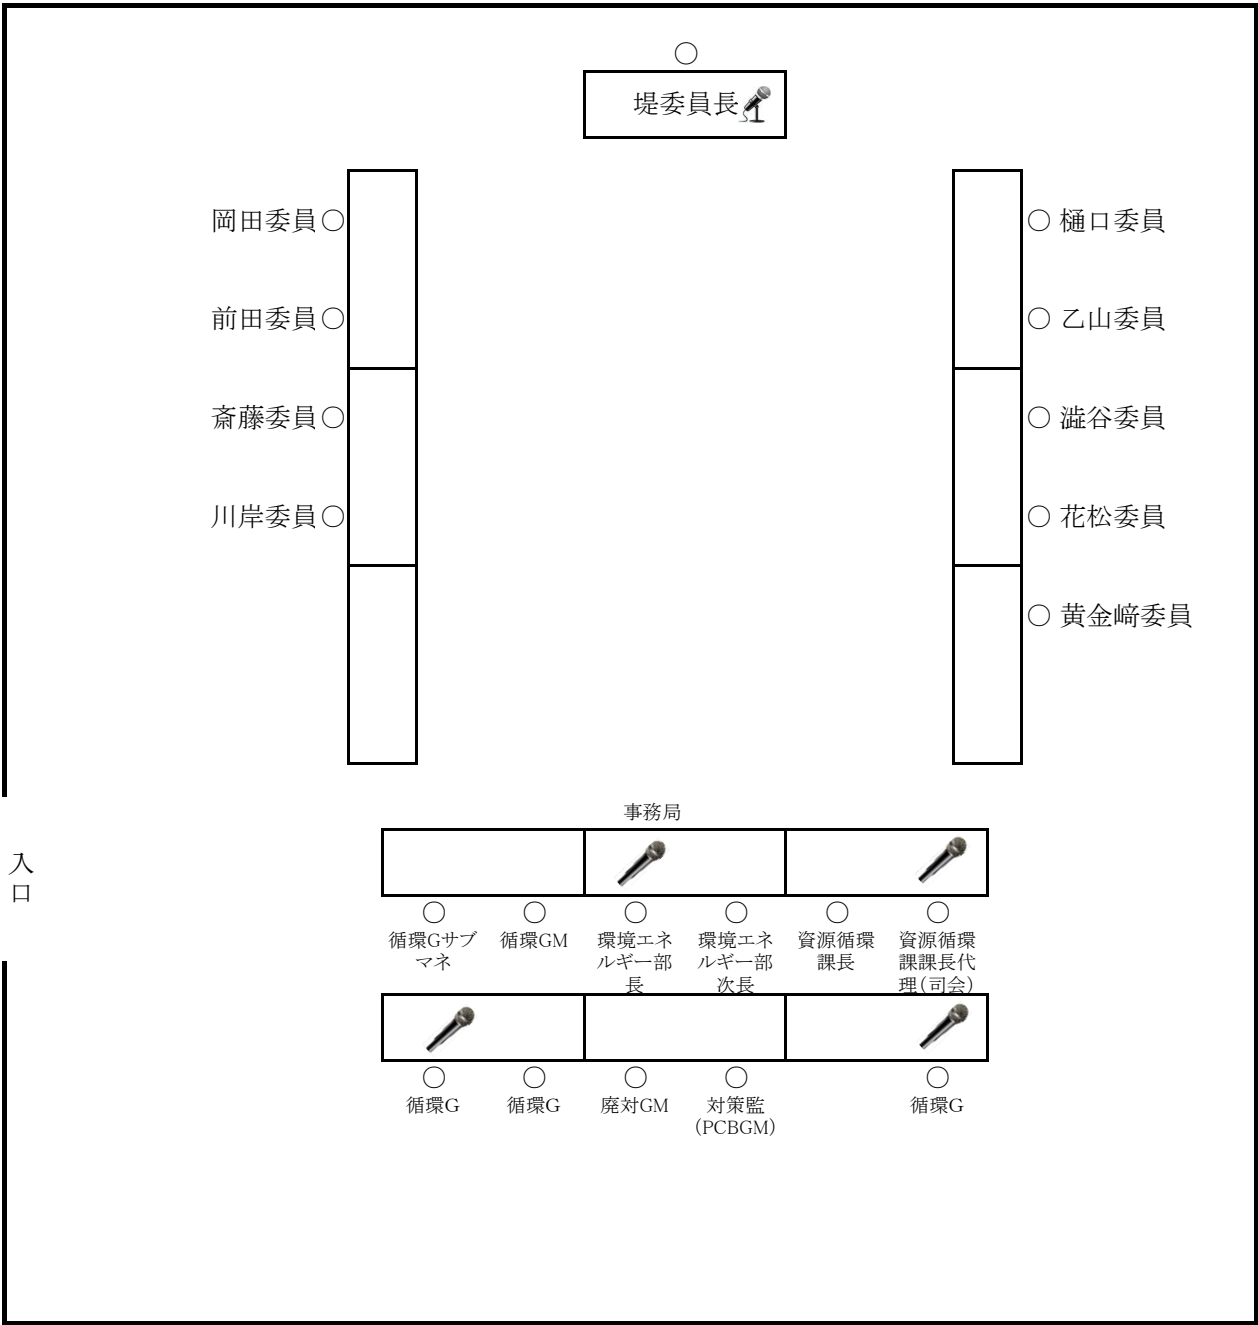 堤委員長
岡田委員○
○ 樋口委員
前田委員○
○ 乙山委員
斎藤委員○
○ 澁谷委員
川岸委員○
○ 花松委員
○ 黄金﨑委員
事務局
入
口
循環Gサブ
マネ
循環GM
環境エネ
ルギー部
長
環境エネ
ルギー部
次長
資源循環
課長
資源循環
課課長代
理(司会)
循環G
循環G
廃対GM
対策監
(PCBGM)
循環G